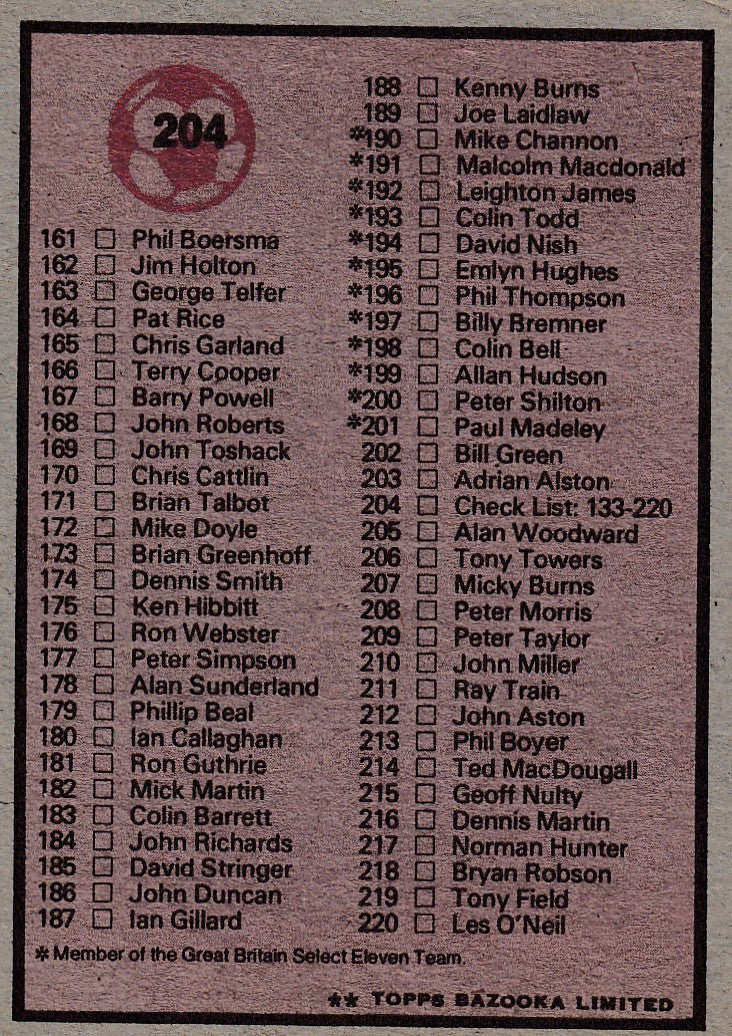 204
161 Phil Boersma
162 Jim Holton
163 George Telfer
164 Pat Rice
165 Chris Garland
166 Terry Cooper
167 Barry Powell
168 John Roberts
169 John Toshack
170 Chris Cattlin
171 Brian Talbot
172 Mike Doyle
173 Brian Greenhoff
174 Dennis Smith
175 Ken Hibbitt
176 Ron Webster
177 Peter Simpson
178 Alan Sunderland
179 Phillip Beal
180 Ian Callaghan
181 Ron Guthrie
182 Mick Martin
183 Colin Barrett
184 John Richards
185 David Stringer
186 John Duncan
187 Ian Gillard
188 Kenny Burns
189 Joe Laidlaw
*190 Mike Channon
*191 Malcolm Macdonald
*192 Leighton James
*193 Colin Todd
*194 David Nish
*195 Emlyn Hughes
*196 Phil Thompson
*197 Billy Bremner
*198 Colin Bell
*199 Allan Hudson
*200 Peter Shilton
*201 Paul Madeley
202 Bill Green
203 Adrian Alston
204 Check List: 133-220
205 Alan Woodward
206 Tony Towers
207 Micky Burns
208 Peter Morris
209 Peter Taylor
210 John Miller
211 Ray Train
212 John Aston
213 Phil Boyer
214 Ted MacDougall
215 Geoff Nulty
216 Dennis Martin
217 Norman Hunter
218 Bryan Robson
219 Tony Field
220 Les O'Neil
* Member of the Great Britain Select Eleven Team.
** TOPPS BAZOOKA LIMITED